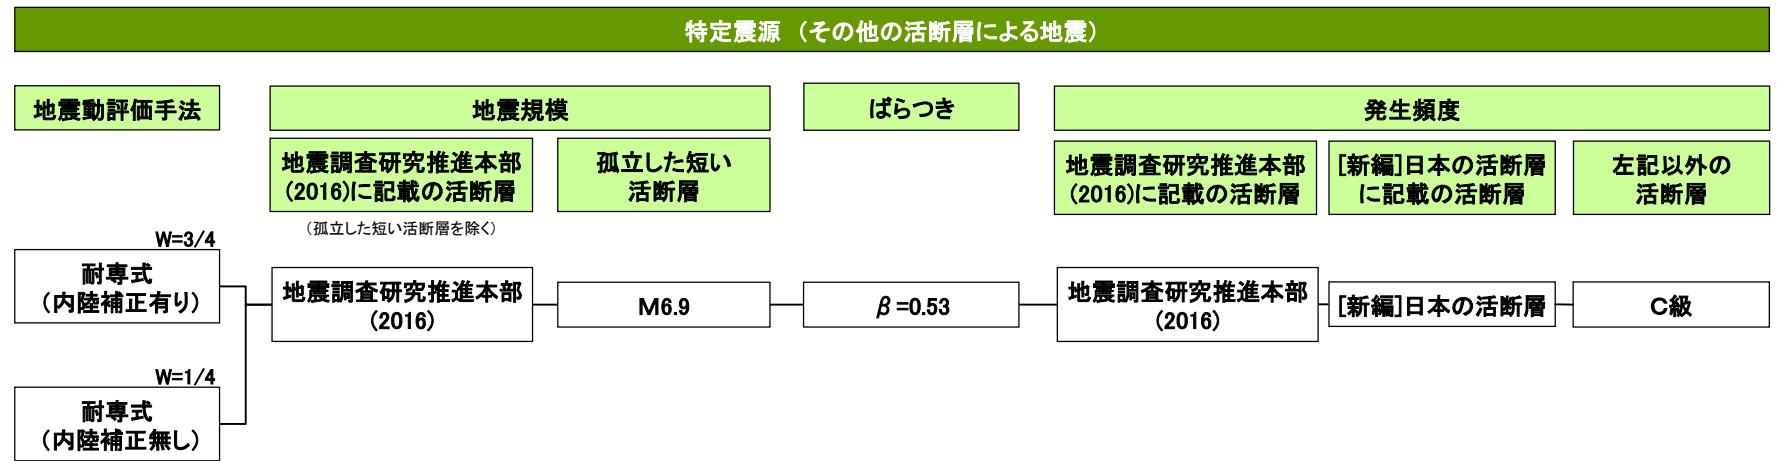 特定震源 （その他の活断層による地震）
地震動評価手法
地震規模
ばらつき
発生頻度
地震調査研究推進本部
(2016)に記載の活断層
孤立した短い
活断層
地震調査研究推進本部
(2016)に記載の活断層
[新編]日本の活断層
に記載の活断層
左記以外の
活断層
（孤立した短い活断層を除く）
W=3/4
耐専式
（内陸補正有り）
地震調査研究推進本部
(2016)
M6.9
β=0.53
地震調査研究推進本部
(2016)
[新編]日本の活断層
C級
W=1/4
耐専式
（内陸補正無し）